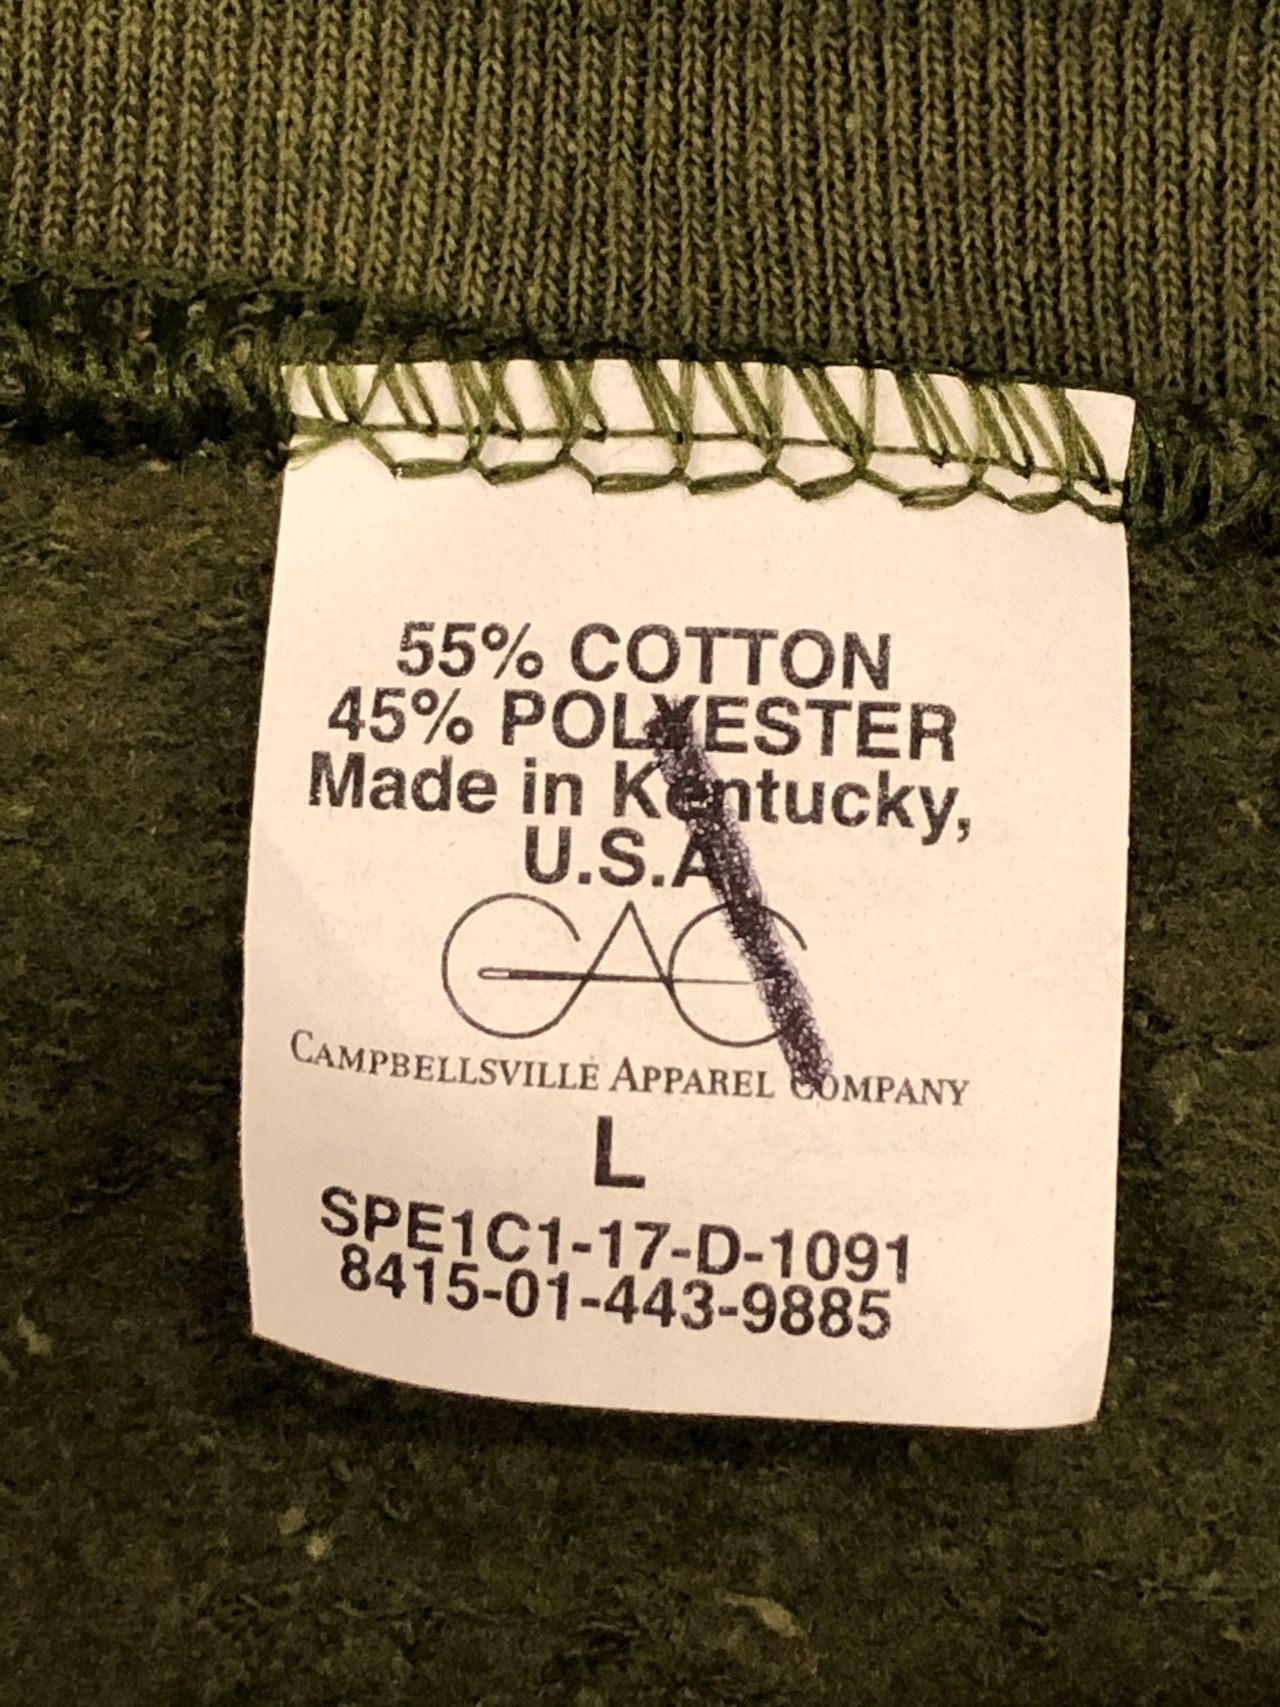 55% COTTON
45% POLYESTER
Made in Kentucky,
U.S.A
CAC
CAMPBELLSVILLE APPAREL COMPANY
L
SPE1C1-17-D-1091
8415-01-443-9885